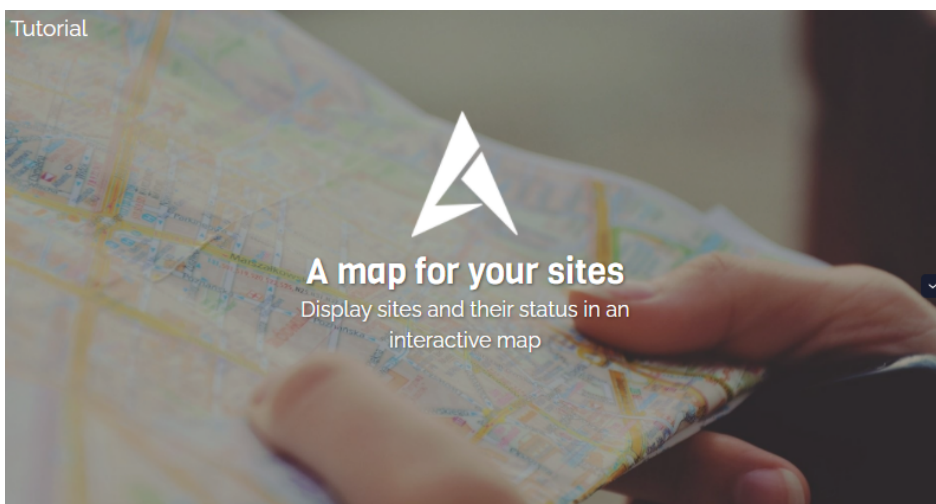 Tutorial
A map for your sites
Display sites and their status in an
interactive map